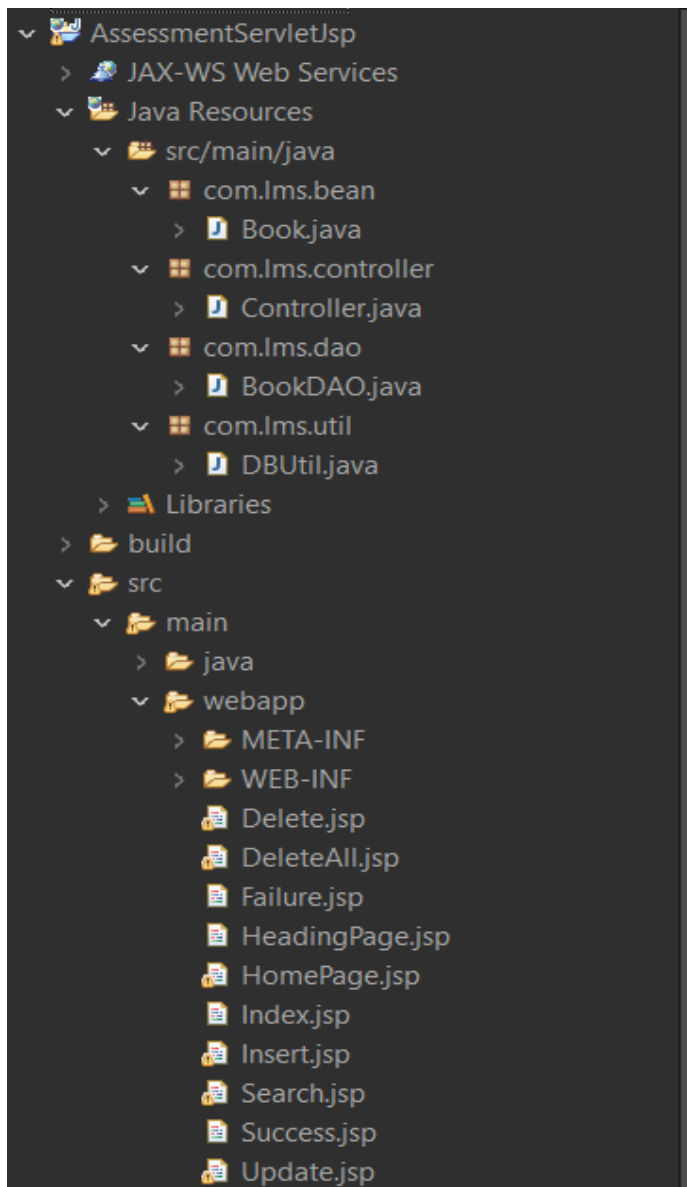 AssessmentServletJsp
JAX-WS Web Services
Java Resources
src/main/java
com.lms.bean
Book.java
com.lms.controller
Controller.java
com.lms.dao
BookDAO.java
com.lms.util
DBUtil.java
Libraries
build
src
main
java
webapp
META-INF
WEB-INF
Delete.jsp
DeleteAll.jsp
Failure.jsp
HeadingPage.jsp
HomePage.jsp
Index.jsp
Insert.jsp
Search.jsp
Success.jsp
Update.jsp